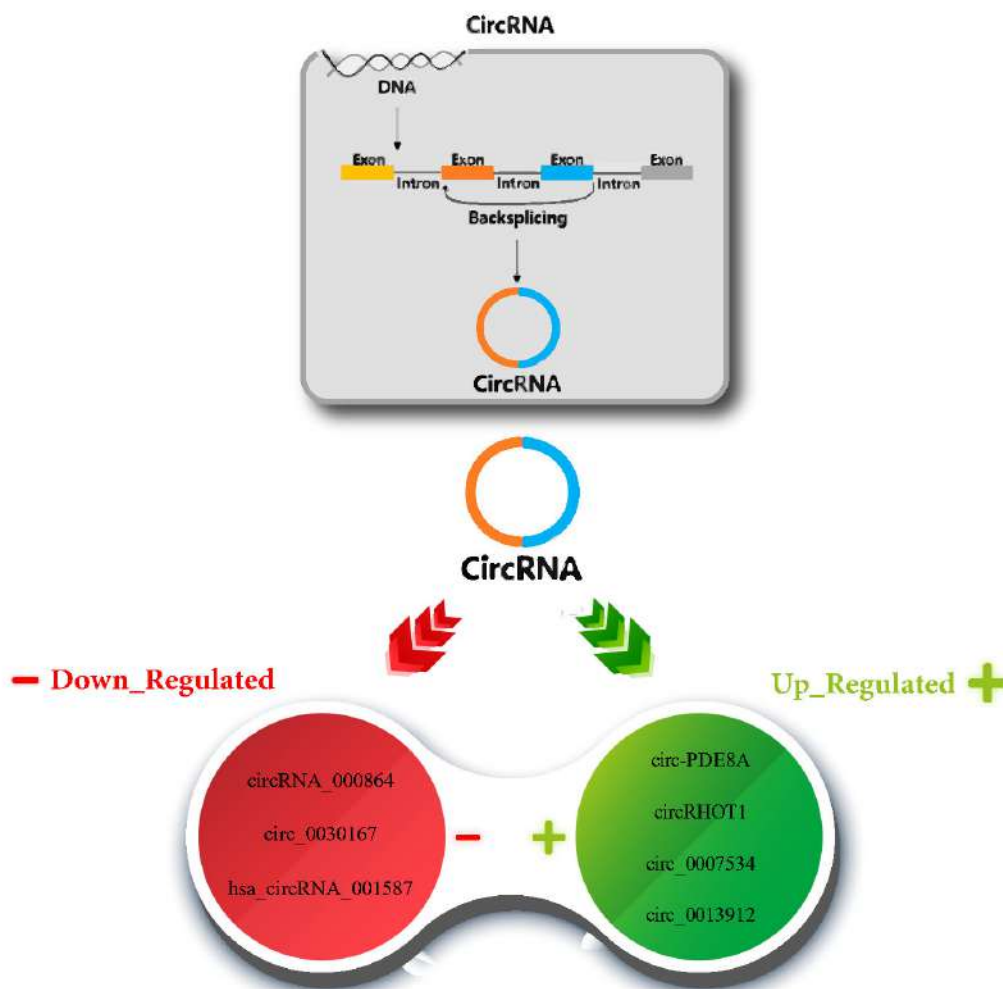 CircRNA
DNA
Exon Exon Exon Exon
Intron Intron Intron
Backsplicing
CircRNA
CircRNA
− Down_Regulated
Up_Regulated +
circRNA_000864
circ_0030167
hsa_circRNA_001587
− +
circ-PDE8A
circRHOT1
circ_0007534
circ_0013912